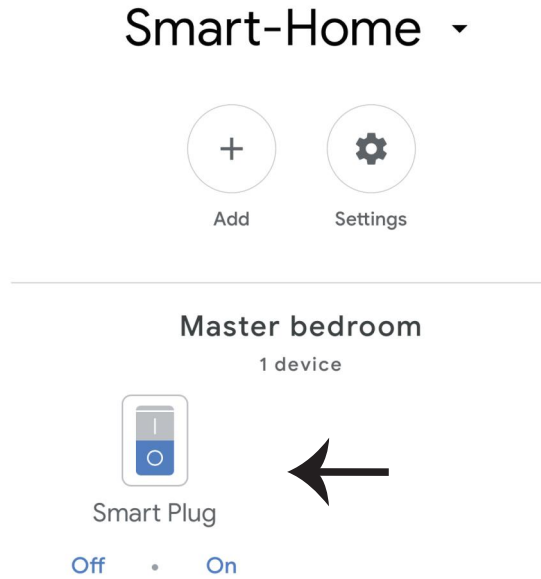 Smart-Home
Add
Settings
Master bedroom
1 device
Smart Plug
Off • On